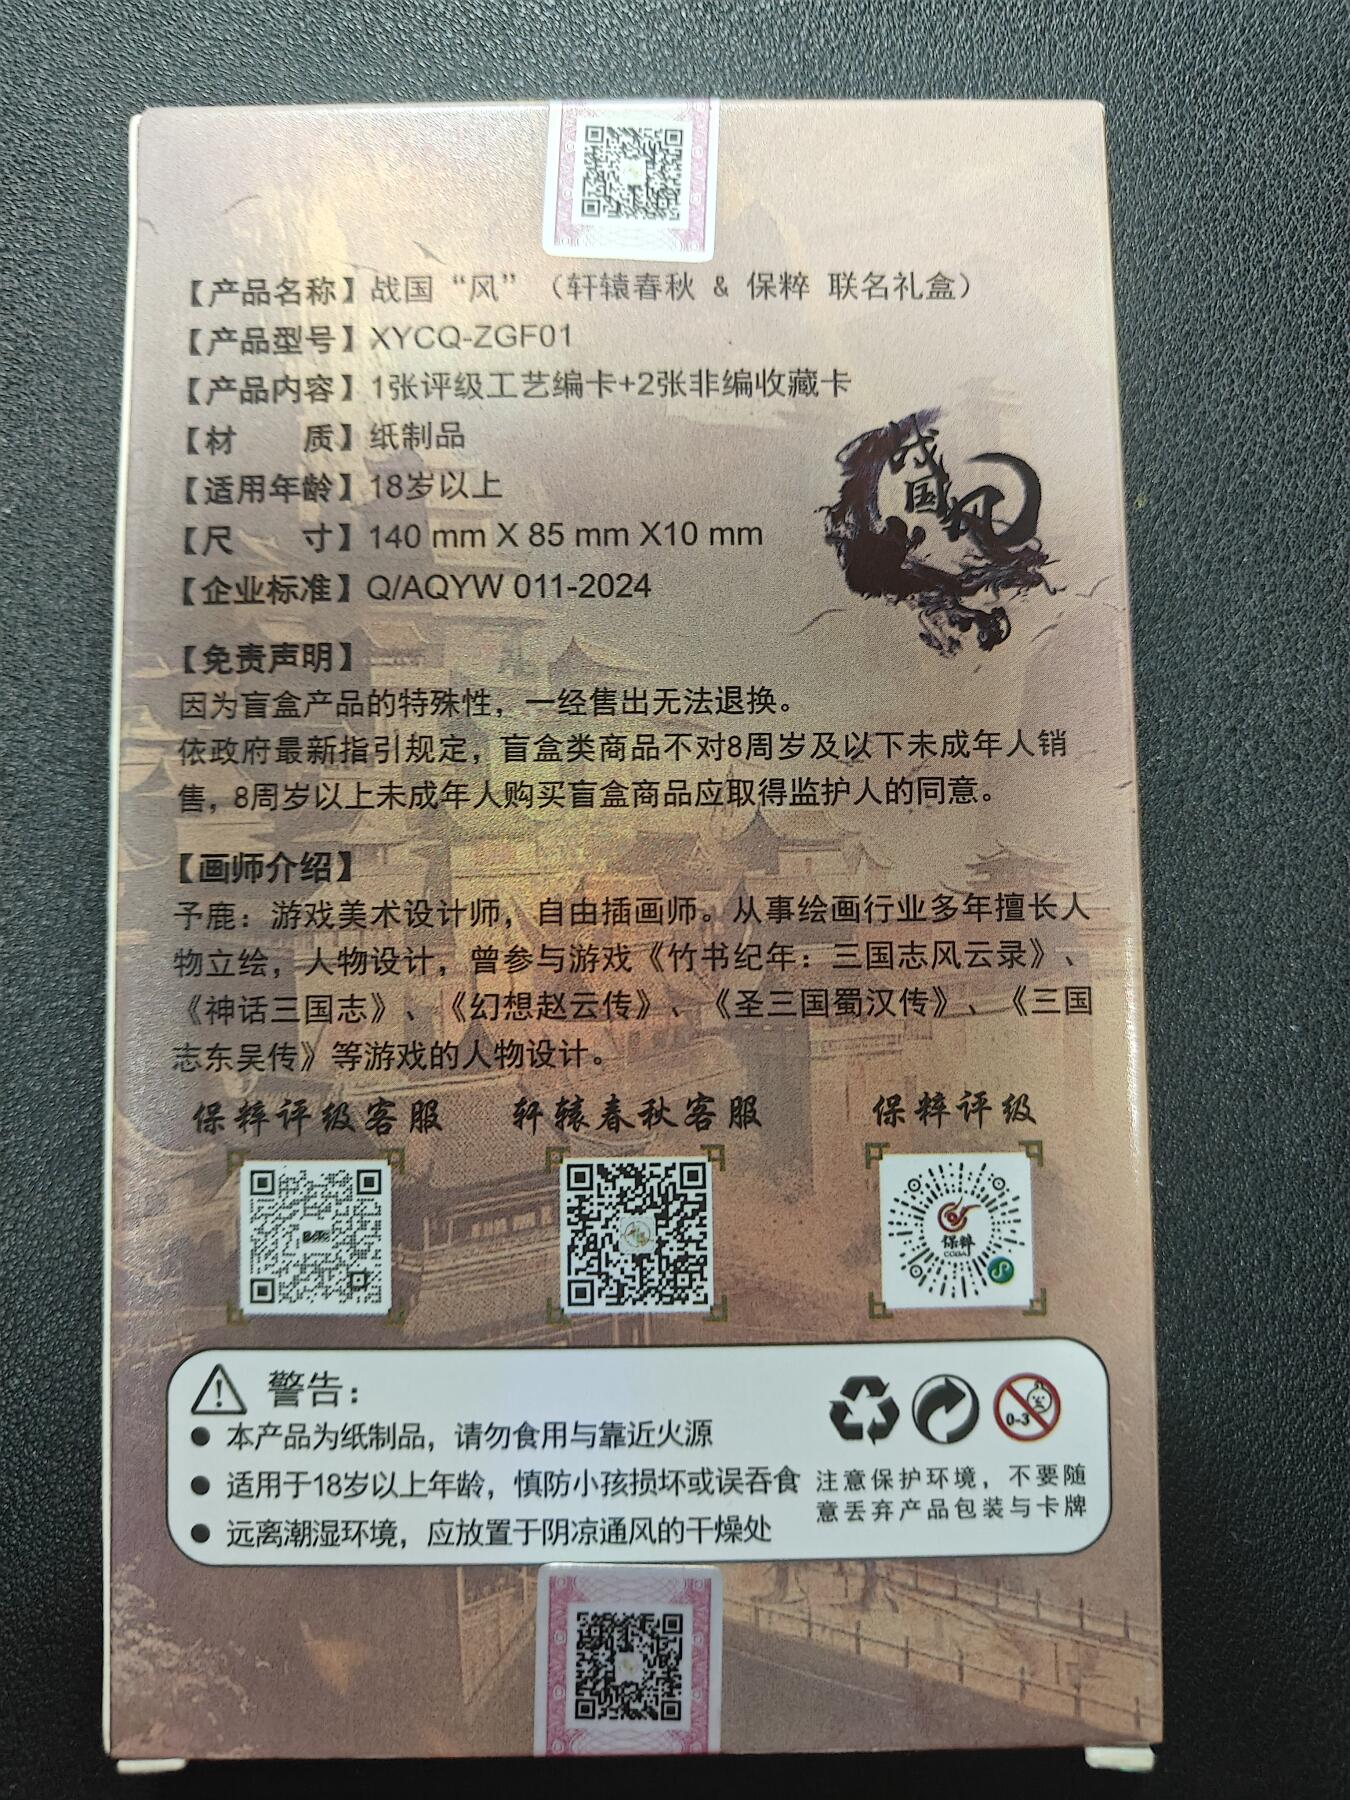 【产品名称】战国“风”（轩辕春秋 & 保粹 联名礼盒）
【产品型号】XYCQ-ZGF01
【产品内容】1张评级工艺编卡+2张非编收藏卡
【材 质】纸制品
【适用年龄】18岁以上
【尺 寸】140 mm X 85 mm X10 mm
【企业标准】Q/AQYW 011-2024
战国风
【免责声明】
因为盲盒产品的特殊性，一经售出无法退换。
依政府最新指引规定，盲盒类商品不对8周岁及以下未成年人销
售，8周岁以上未成年人购买盲盒商品应取得监护人的同意。
【画师介绍】
予鹿：游戏美术设计师，自由插画师。从事绘画行业多年擅长人
物立绘，人物设计，曾参与游戏《竹书纪年：三国志风云录》、
《神话三国志》、《幻想赵云传》、《圣三国蜀汉传》、《三国
志东吴传》等游戏的人物设计。
保粹评级客服 轩辕春秋客服 保粹评级
保粹
CCGA
警告：
● 本产品为纸制品，请勿食用与靠近火源
● 适用于18岁以上年龄，慎防小孩损坏或误吞食
● 远离潮湿环境，应放置于阴凉通风的干燥处
0-3
注意保护环境，不要随
意丢弃产品包装与卡牌